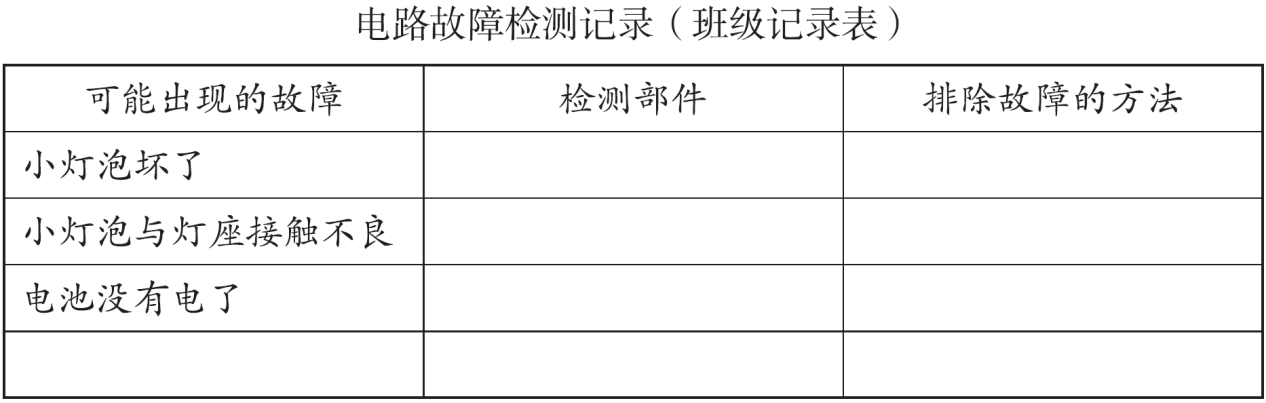 电路故障检测记录（班级记录表）
可能出现的故障 检测部件 排除故障的方法
小灯泡坏了
小灯泡与灯座接触不良
电池没有电了